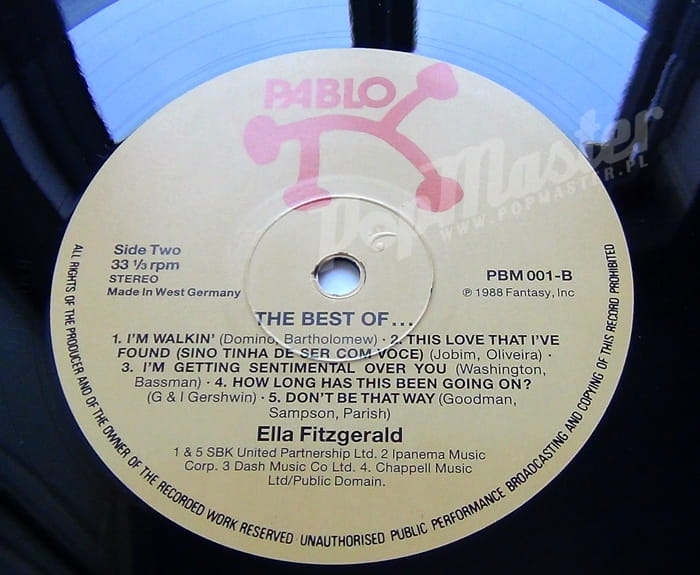 PABLO
PopMaster
WWW.POPMASTER.PL
Side Two
33 ⅓ rpm
STEREO
Made In West Germany
PBM 001-B
℗ 1988 Fantasy, Inc
THE BEST OF...
1. I'M WALKIN' (Domino, Bartholomew) · 2. THIS LOVE THAT I'VE
FOUND (SINO TINHA DE SER COM VOCE) (Jobim, Oliveira) ·
3. I'M GETTING SENTIMENTAL OVER YOU (Washington,
Bassman) · 4. HOW LONG HAS THIS BEEN GOING ON?
(G & I Gershwin) · 5. DON'T BE THAT WAY (Goodman,
Sampson, Parish)
Ella Fitzgerald
1 & 5 SBK United Partnership Ltd. 2 Ipanema Music
Corp. 3 Dash Music Co Ltd. 4. Chappell Music
Ltd/Public Domain.
ALL RIGHTS OF THE PRODUCER AND OF THE OWNER OF THE RECORDED WORK RESERVED · UNAUTHORISED PUBLIC PERFORMANCE BROADCASTING AND COPYING OF THIS RECORD PROHIBITED